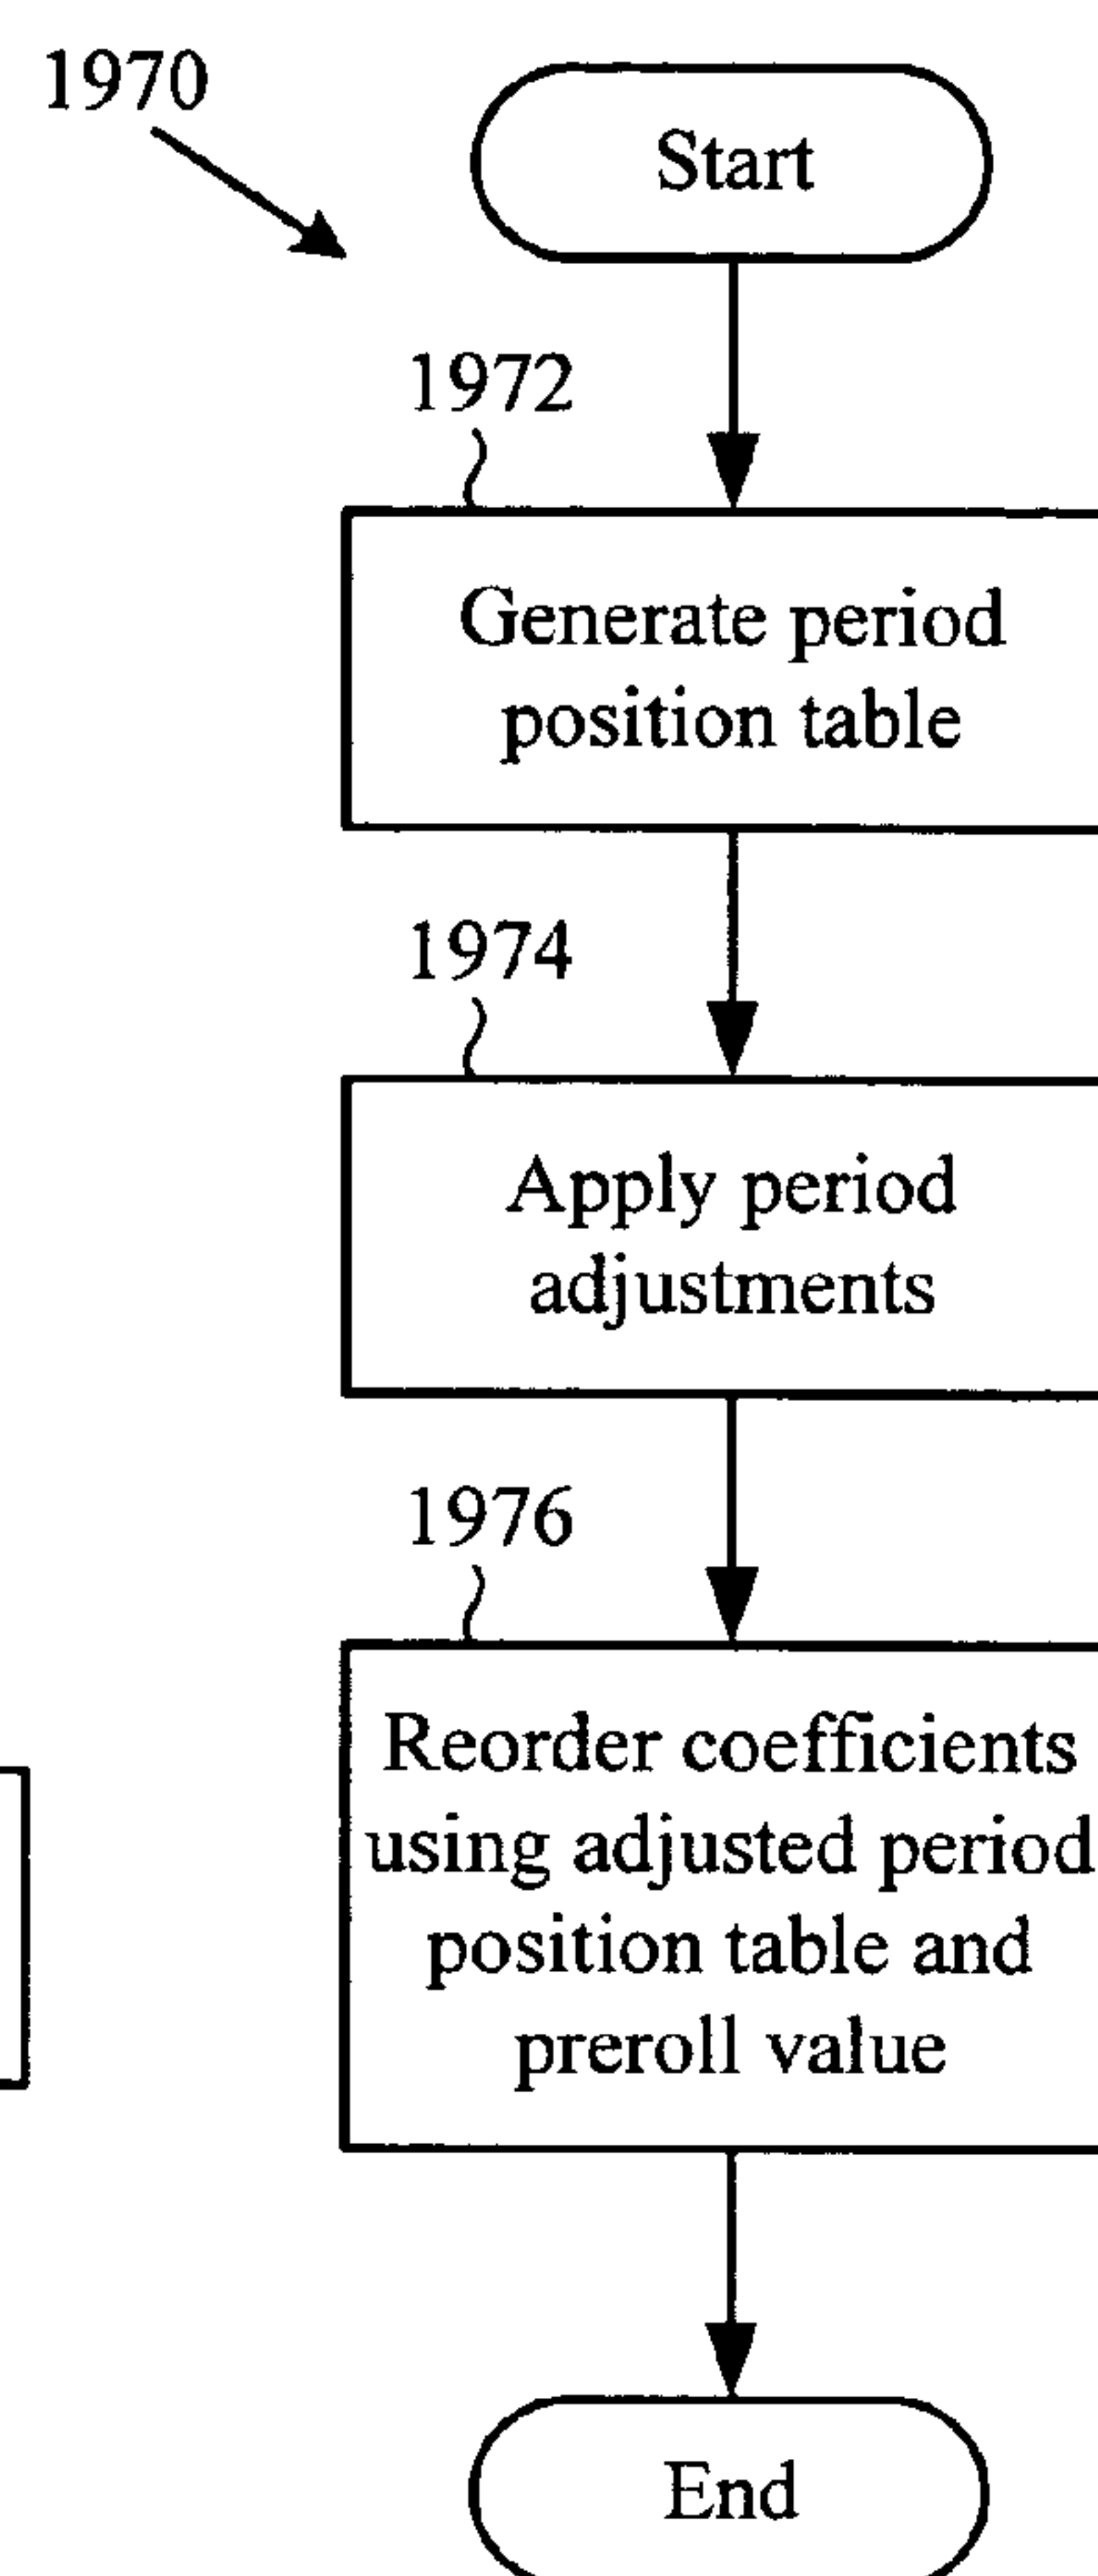 1970
Start
1972
Generate period
position table
1974
Apply period
adjustments
1976
Reorder coefficients
using adjusted period
position table and
preroll value
End